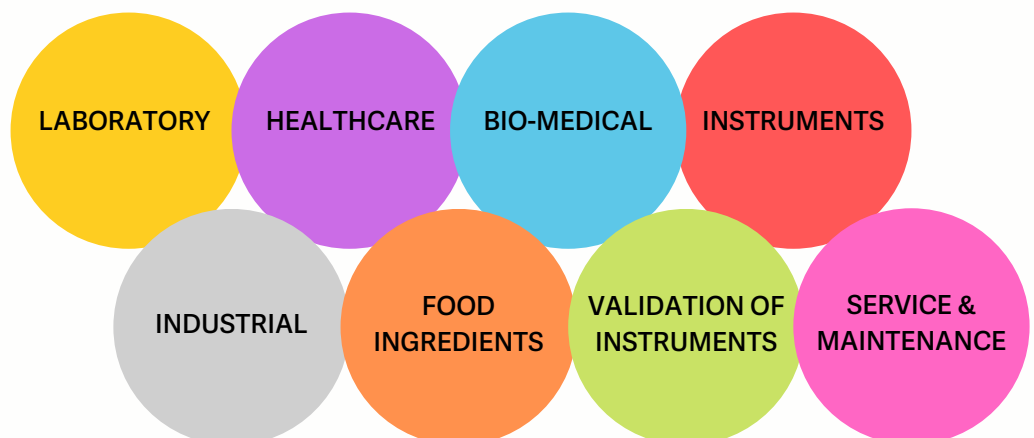 LABORATORY
HEALTHCARE
BIO-MEDICAL
INSTRUMENTS
INDUSTRIAL
FOOD
INGREDIENTS
VALIDATION OF
INSTRUMENTS
SERVICE &
MAINTENANCE